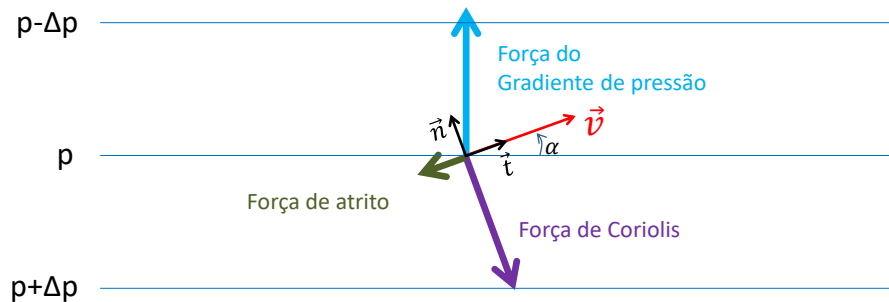 p-Δp
Força do
Gradiente de pressão
n⃗
v⃗
α
p
t⃗
Força de atrito
Força de Coriolis
p+Δp